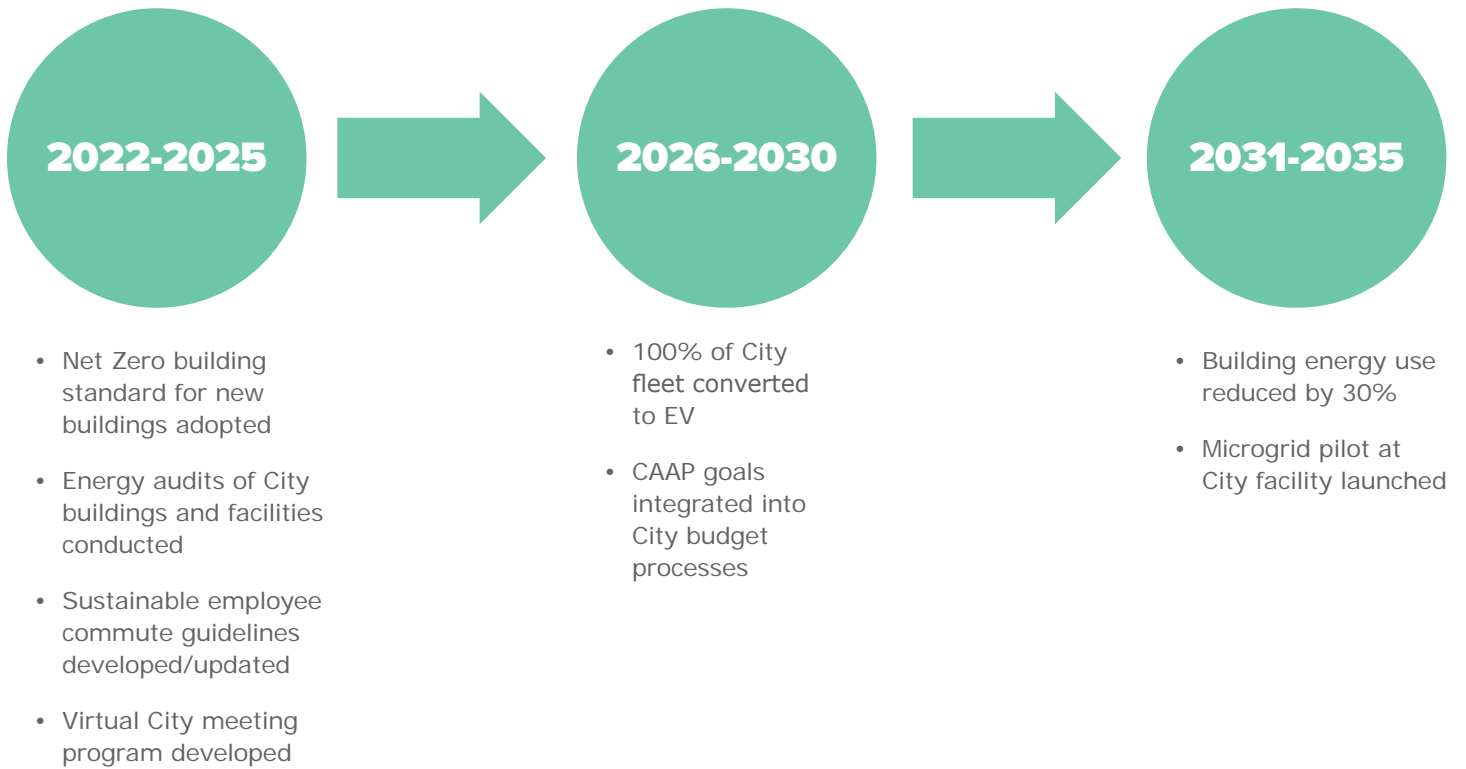 2022-2025
• Net Zero building
standard for new
buildings adopted
• Energy audits of City
buildings and facilities
conducted
• Sustainable employee
commute guidelines
developed/updated
• Virtual City meeting
program developed
2026-2030
• 100% of City
fleet converted
to EV
• CAAP goals
integrated into
City budget
processes
2031-2035
• Building energy use
reduced by 30%
• Microgrid pilot at
City facility launched